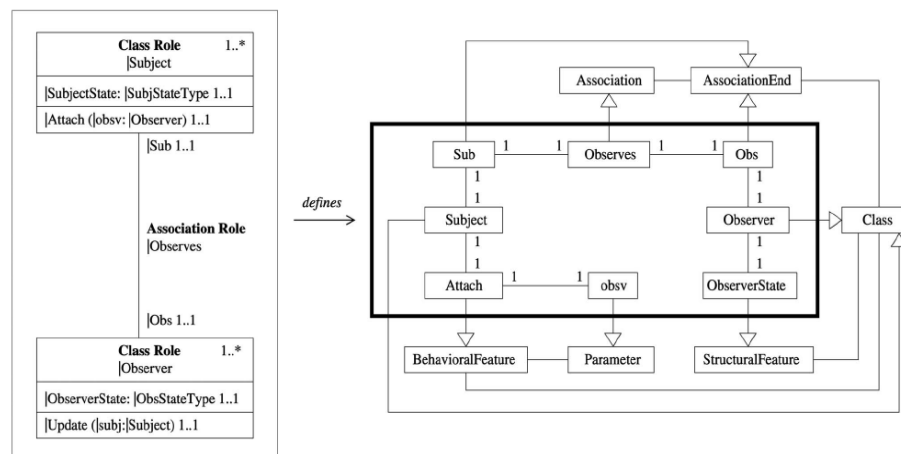 Class Role 1..*
|Subject
|SubjectState: |SubjStateType 1..1
|Attach (|obsv: |Observer) 1..1
|Sub 1..1
Association Role
|Observes
|Obs 1..1
Class Role 1..*
|Observer
|ObserverState: |ObsStateType 1..1
|Update (|subj:|Subject) 1..1
defines
Association AssociationEnd
Sub 1 1 Observes 1 1 Obs
1 1
1 1
Subject Observer Class
1 1
1 1
Attach 1 1 obsv ObserverState
BehavioralFeature Parameter StructuralFeature